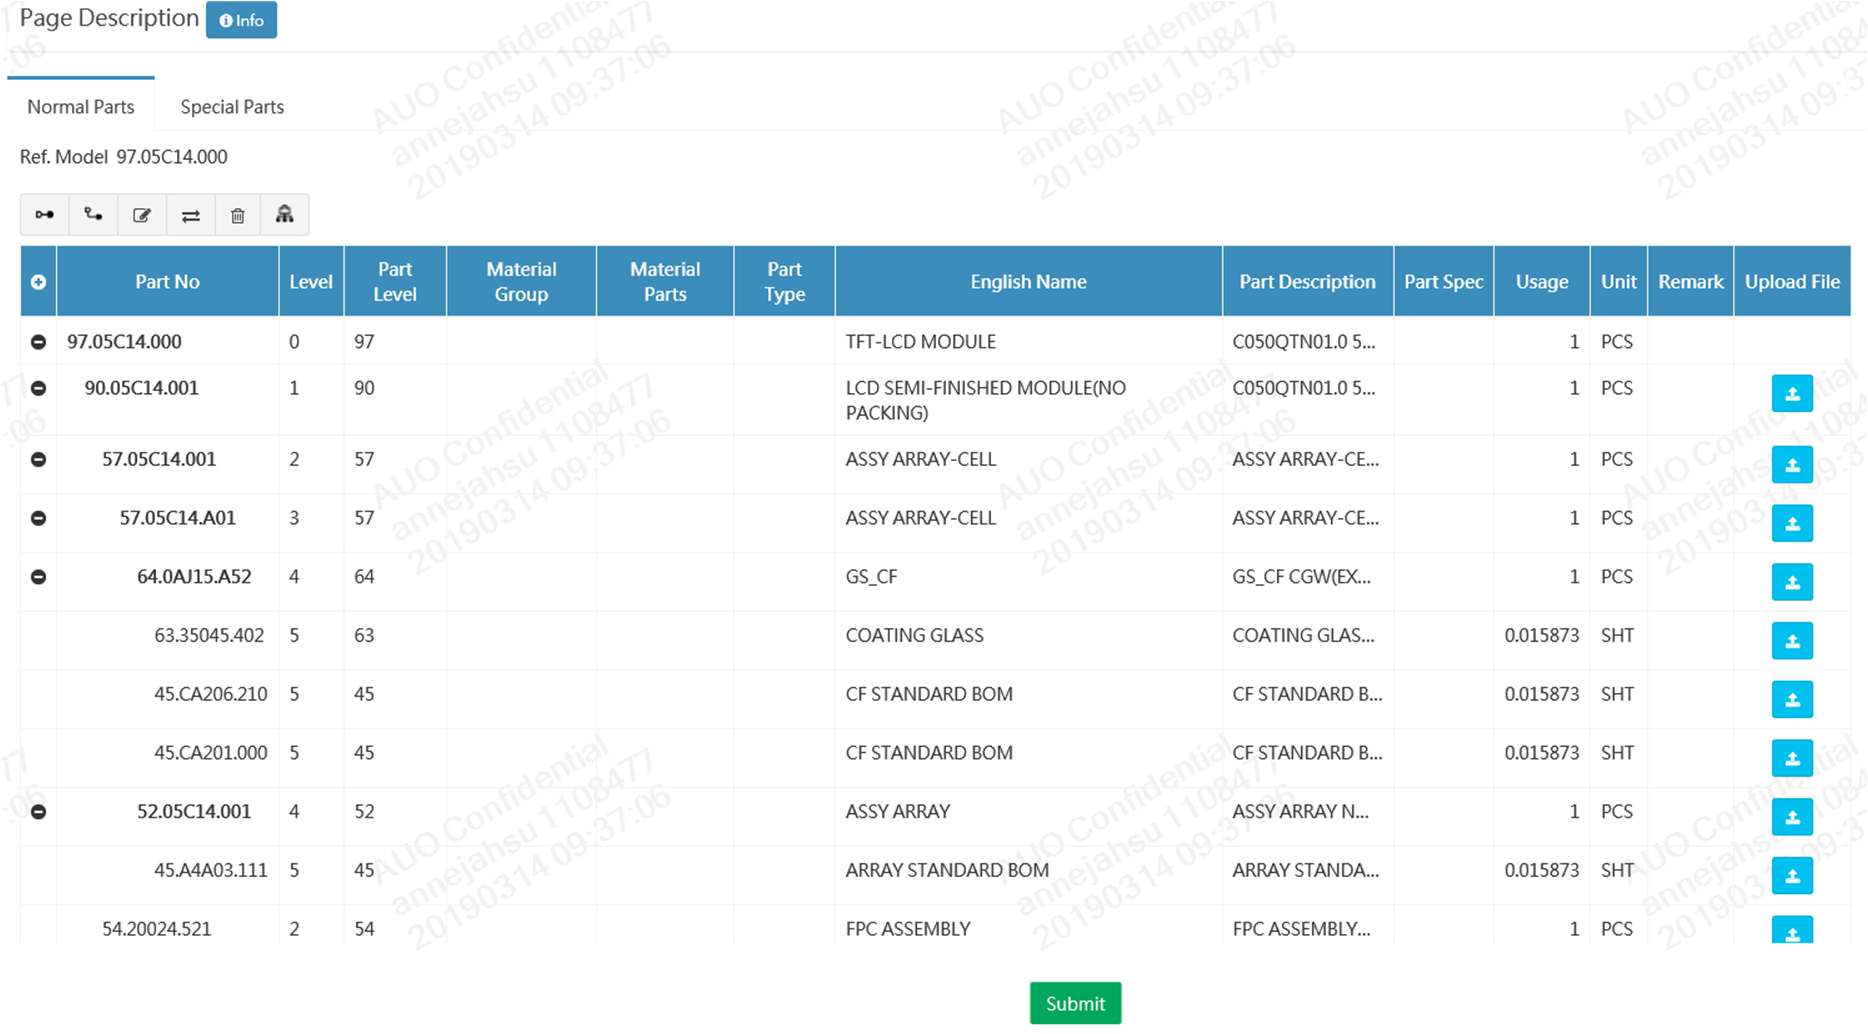 Page Description Info
Normal Parts Special Parts
Ref. Model 97.05C14.000
Part No Level Part Level Material Group Material Parts Part Type English Name Part Description Part Spec Usage Unit Remark Upload File
97.05C14.000 0 97 TFT-LCD MODULE C050QTN01.0 5... 1 PCS
90.05C14.001 1 90 LCD SEMI-FINISHED MODULE(NO PACKING) C050QTN01.0 5... 1 PCS
57.05C14.001 2 57 ASSY ARRAY-CELL ASSY ARRAY-CE... 1 PCS
57.05C14.A01 3 57 ASSY ARRAY-CELL ASSY ARRAY-CE... 1 PCS
64.0AJ15.A52 4 64 GS_CF GS_CF CGW(EX... 1 PCS
63.35045.402 5 63 COATING GLASS COATING GLAS... 0.015873 SHT
45.CA206.210 5 45 CF STANDARD BOM CF STANDARD B... 0.015873 SHT
45.CA201.000 5 45 CF STANDARD BOM CF STANDARD B... 0.015873 SHT
52.05C14.001 4 52 ASSY ARRAY ASSY ARRAY N... 1 PCS
45.A4A03.111 5 45 ARRAY STANDARD BOM ARRAY STANDA... 0.015873 SHT
54.20024.521 2 54 FPC ASSEMBLY FPC ASSEMBLY... 1 PCS
Submit
AUO Confidential
annejahsu 1108477
20190314 09:37:06